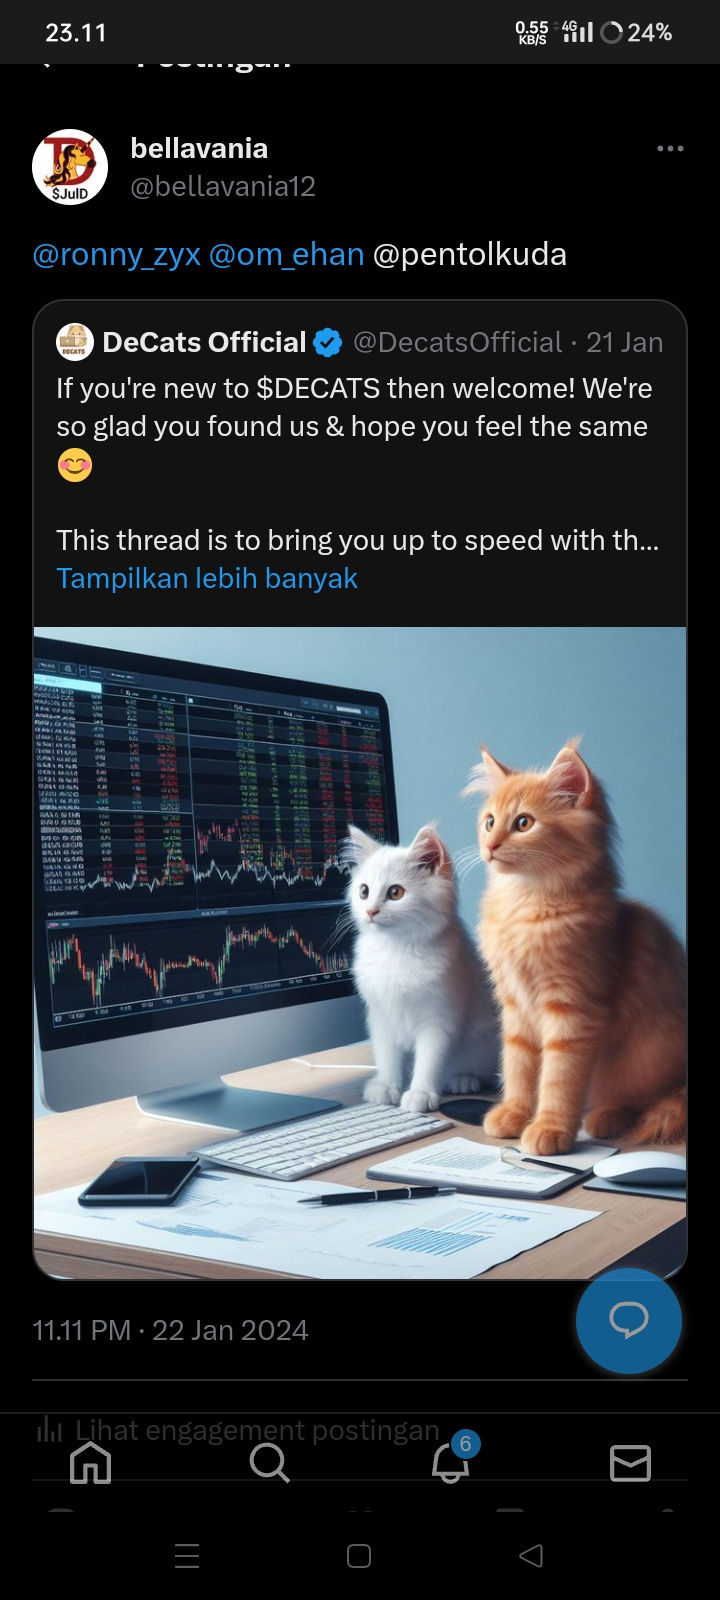 23.11
0.55
KB/S
4G
24%
Postingan
$JulD
bellavania
@bellavania12
@ronny_zyx @om_ehan @pentolkuda
DECATS
DeCats Official @DecatsOfficial · 21 Jan
If you're new to $DECATS then welcome! We're
so glad you found us & hope you feel the same
😊
This thread is to bring you up to speed with th...
Tampilkan lebih banyak
11.11 PM · 22 Jan 2024
Lihat engagement postingan
6